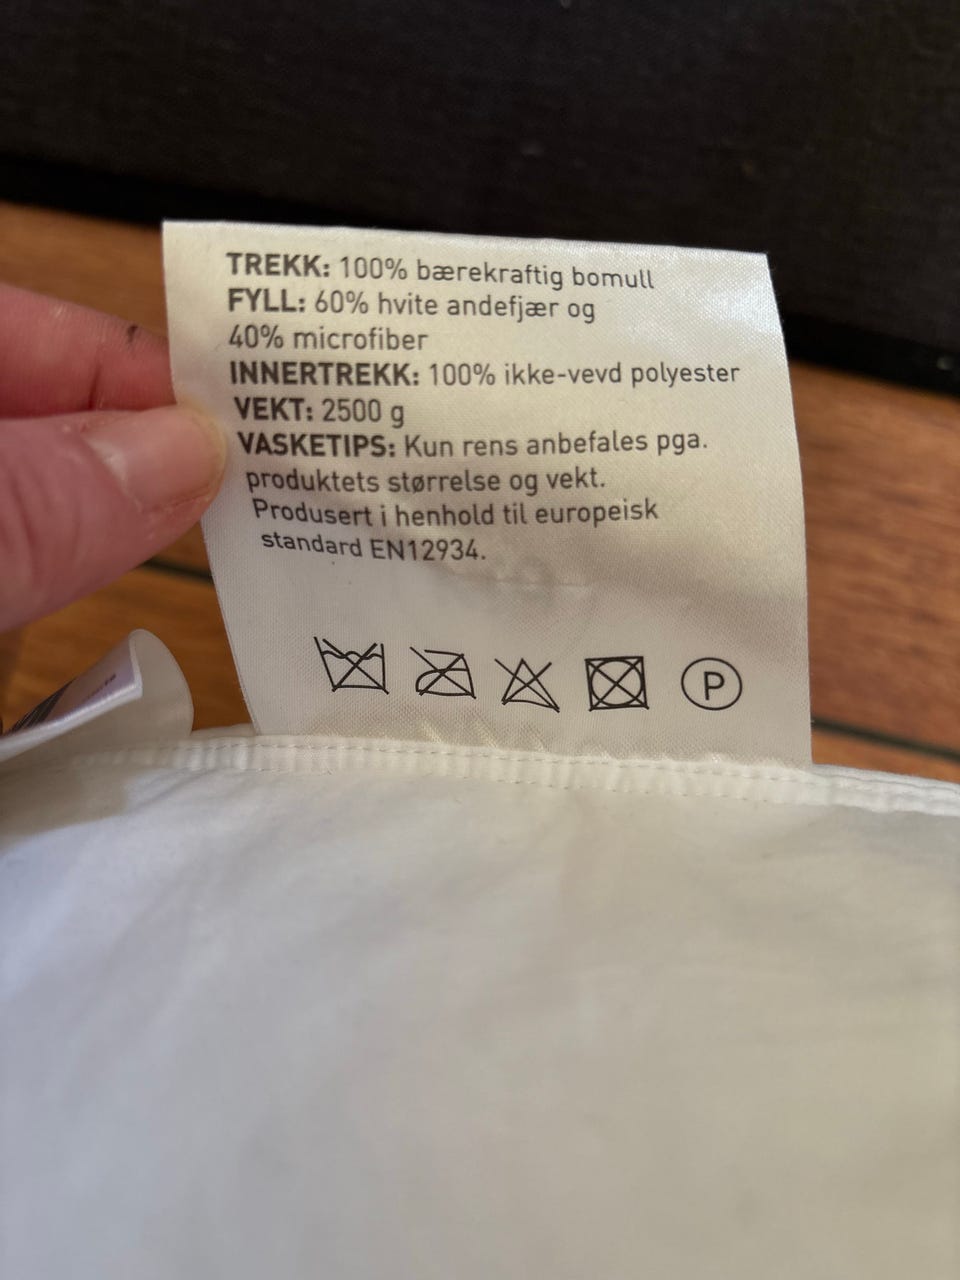 TREKK: 100% bærekraftig bomull
FYLL: 60% hvite andefjær og
40% microfiber
INNERTREKK: 100% ikke-vevd polyester
VEKT: 2500 g
VASKETIPS: Kun rens anbefales pga.
produktets størrelse og vekt.
Produsert i henhold til europeisk
standard EN12934.
P